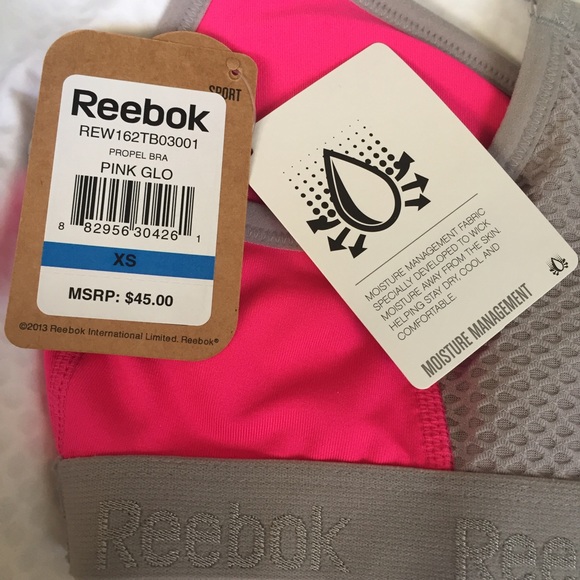 SPORT
Reebok
REW162TB03001
PROPEL BRA
PINK GLO
8 82956 30426 1
XS
MSRP: $45.00
©2013 Reebok International Limited. Reebok®
MOISTURE MANAGEMENT FABRIC
SPECIALLY DEVELOPED TO WICK
MOISTURE AWAY FROM THE SKIN.
HELPING STAY DRY, COOL AND
COMFORTABLE.
MOISTURE MANAGEMENT
Reebok
Ree